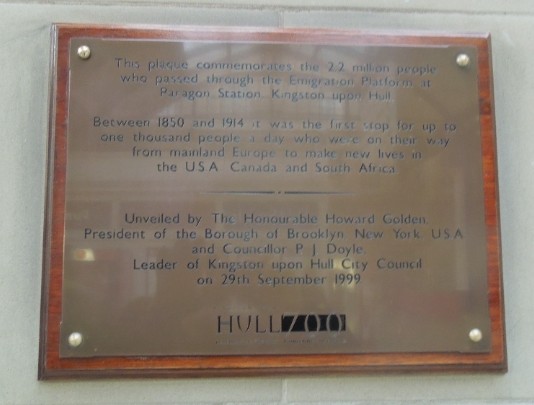 This plaque commemorates the 2.2 million people
who passed through the Emigration Platform at
Paragon Station, Kingston upon Hull.
Between 1850 and 1914 it was the first stop for up to
one thousand people a day who were on their way
from mainland Europe to make new lives in
the U.S.A. Canada and South Africa
Unveiled by The Honourable Howard Golden,
President of the Borough of Brooklyn, New York, U.S.A
and Councillor P J Doyle,
Leader of Kingston upon Hull City Council
on 29th September 1999
HULL700